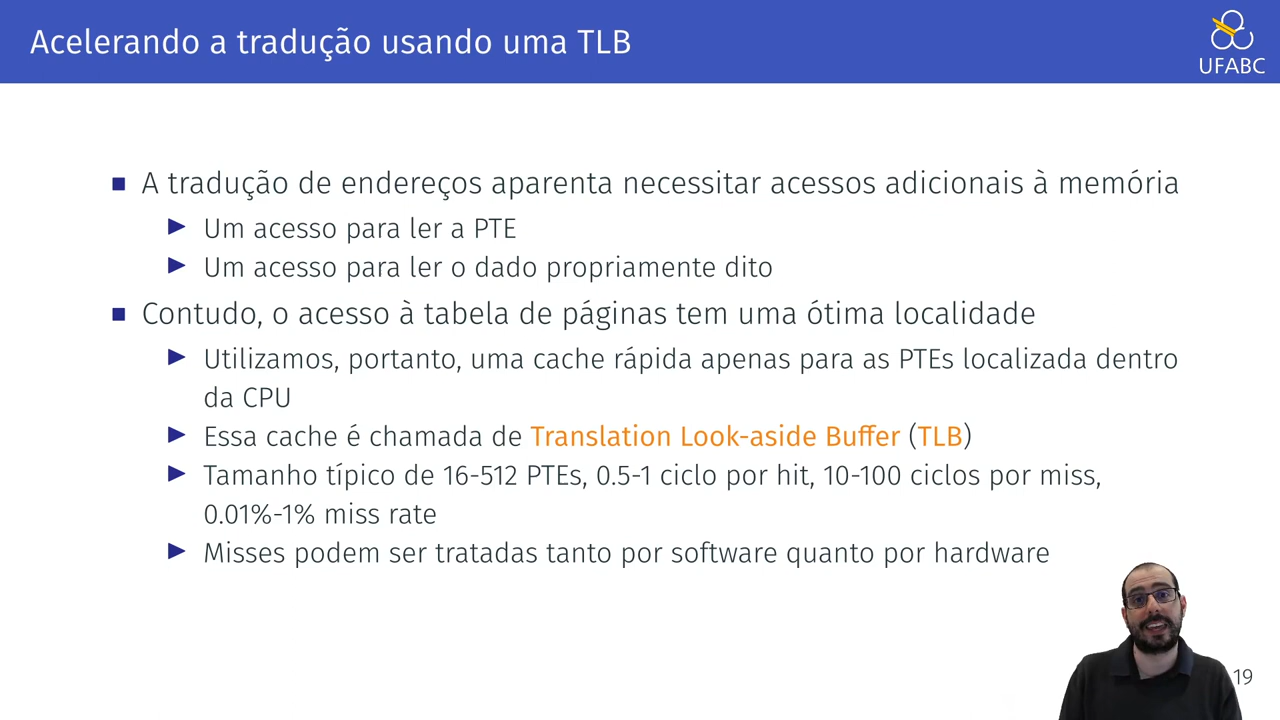 Acelerando a tradução usando uma TLB
UFABC
A tradução de endereços aparenta necessitar acessos adicionais à memória
Um acesso para ler a PTE
Um acesso para ler o dado propriamente dito
Contudo, o acesso à tabela de páginas tem uma ótima localidade
Utilizamos, portanto, uma cache rápida apenas para as PTEs localizada dentro
da CPU
Essa cache é chamada de Translation Look-aside Buffer (TLB)
Tamanho típico de 16-512 PTEs, 0.5-1 ciclo por hit, 10-100 ciclos por miss,
0.01%-1% miss rate
Misses podem ser tratadas tanto por software quanto por hardware
19